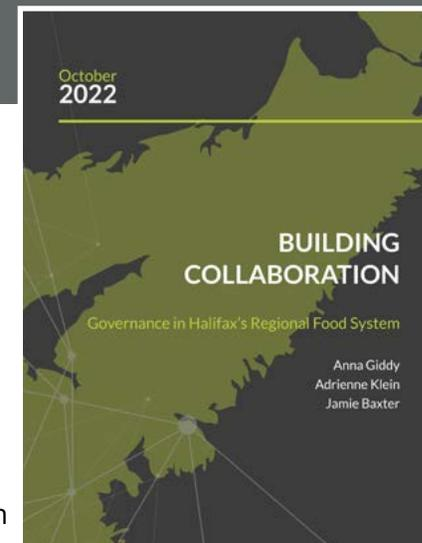 October
2022
BUILDING
COLLABORATION
Governance in Halifax's Regional Food System
Anna Giddy
Adrienne Klein
Jamie Baxter